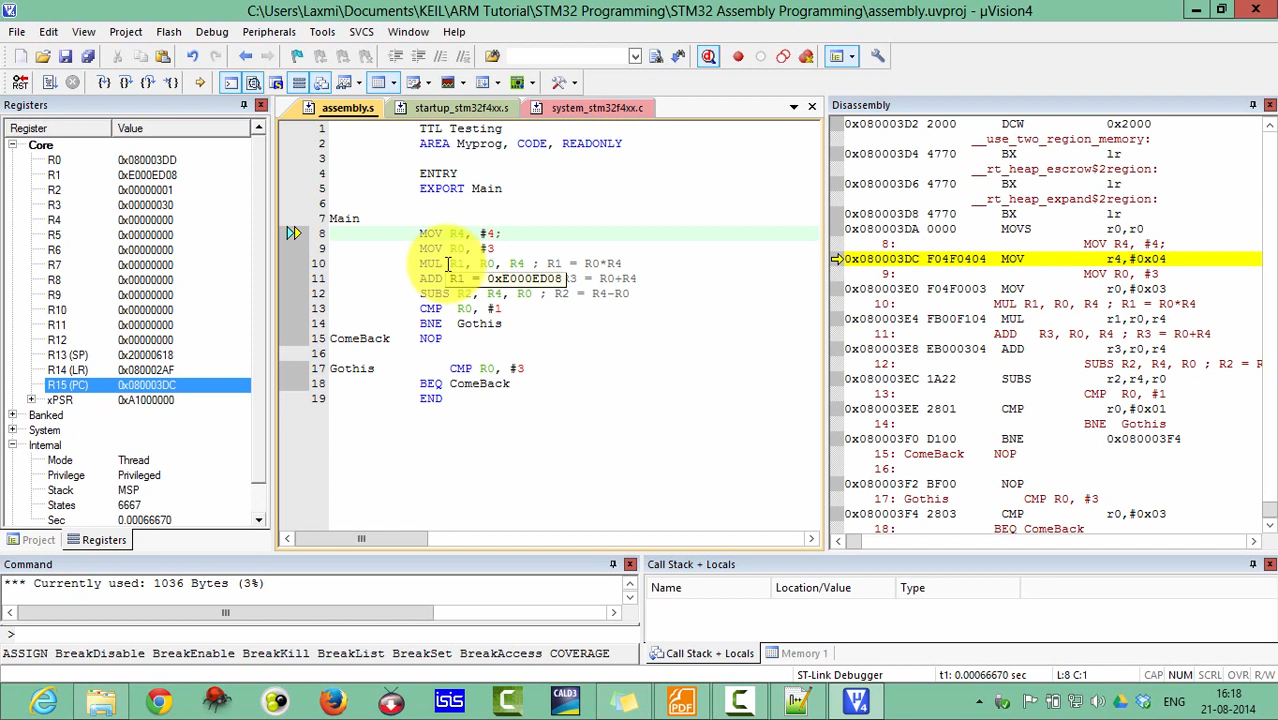 C:\Users\Laxmi\Documents\KEIL\ARM Tutorial\STM32 Programming\STM32 Assembly Programming\assembly.uvproj - µVision4
File Edit View Project Flash Debug Peripherals Tools SVCS Window Help
Registers
Register Value
Core
R0 0x080003DD
R1 0xE000ED08
R2 0x00000001
R3 0x00000030
R4 0x00000000
R5 0x00000000
R6 0x00000000
R7 0x00000000
R8 0x00000000
R9 0x00000000
R10 0x00000000
R11 0x00000000
R12 0x00000000
R13 (SP) 0x20000618
R14 (LR) 0x080002AF
R15 (PC) 0x080003DC
xPSR 0xA1000000
Banked
System
Internal
Mode Thread
Privilege Privileged
Stack MSP
States 6667
Sec 0.00066670
Project Registers
assembly.s startup_stm32f4xx.s system_stm32f4xx.c
1 TTL Testing
2 AREA Myprog, CODE, READONLY
3
4 ENTRY
5 EXPORT Main
6
7 Main
8 MOV R4, #4;
9 MOV R0, #3
10 MUL R1, R0, R4 ; R1 = R0*R4
11 ADD R1 = 0xE000ED08 R3 = R0+R4
12 SUBS R2, R4, R0 ; R2 = R4-R0
13 CMP R0, #1
14 BNE Gothis
15 ComeBack NOP
16
17 Gothis CMP R0, #3
18 BEQ ComeBack
19 END
Disassembly
0x080003D2 2000 DCW 0x2000
__use_two_region_memory:
0x080003D4 4770 BX lr
__rt_heap_escrow$2region:
0x080003D6 4770 BX lr
__rt_heap_expand$2region:
0x080003D8 4770 BX lr
0x080003DA 0000 MOVS r0,r0
8: MOV R4, #4;
0x080003DC F04F0404 MOV r4,#0x04
9: MOV R0, #3
0x080003E0 F04F0003 MOV r0,#0x03
10: MUL R1, R0, R4 ; R1 = R0*R4
0x080003E4 FB00F104 MUL r1,r0,r4
11: ADD R3, R0, R4 ; R3 = R0+R4
0x080003E8 EB000304 ADD r3,r0,r4
12: SUBS R2, R4, R0 ; R2 = R
0x080003EC 1A22 SUBS r2,r4,r0
13: CMP R0, #1
0x080003EE 2801 CMP r0,#0x01
14: BNE Gothis
0x080003F0 D100 BNE 0x080003F4
15: ComeBack NOP
16:
0x080003F2 BF00 NOP
17: Gothis CMP R0, #3
0x080003F4 2803 CMP r0,#0x03
18: BEQ ComeBack
Command
*** Currently used: 1036 Bytes (3%)
>
ASSIGN BreakDisable BreakEnable BreakKill BreakList BreakSet BreakAccess COVERAGE
Call Stack + Locals
Name Location/Value Type
Call Stack + Locals Memory 1
ST-Link Debugger t1: 0.00066670 sec L:8 C:1 CAP NUM SCRL OVR R/W
isis CALD3 PDF ENG 16:18
21-08-2014